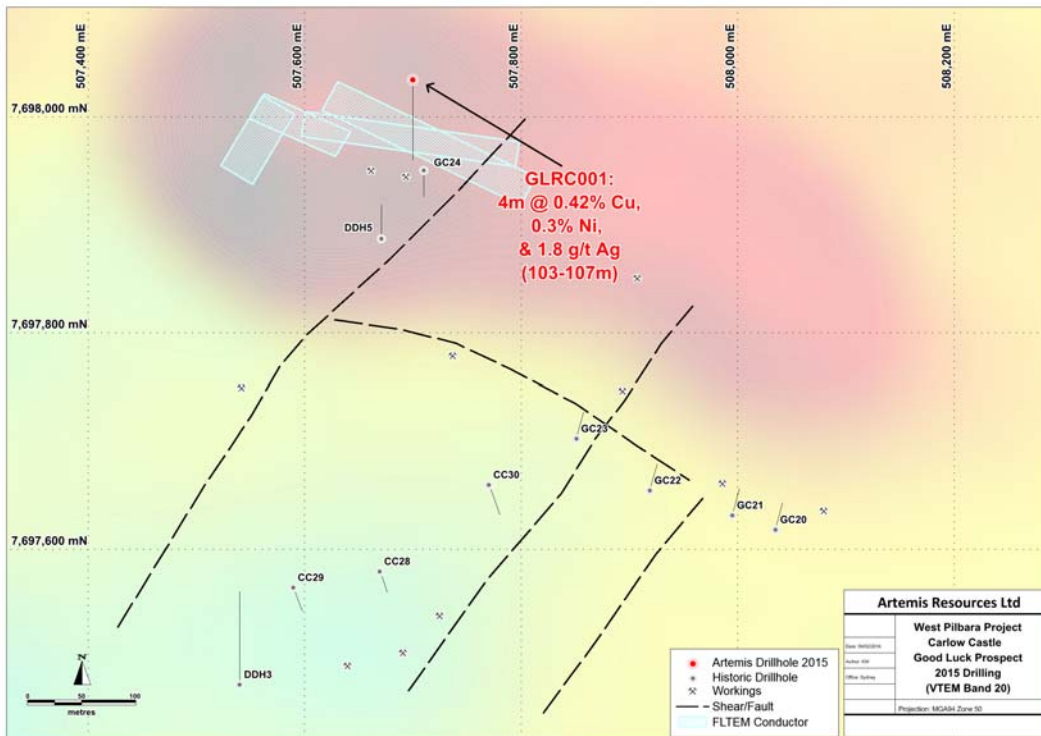 507,400 mE
507,600 mE
507,800 mE
508,000 mE
508,200 mE
7,698,000 mN
GC24
DDH5
GLRC001:
4m @ 0.42% Cu,
0.3% Ni,
& 1.8 g/t Ag
(103-107m)
7,697,800 mN
GC23
CC30
GC22
GC21
GC20
7,697,600 mN
CC28
CC29
DDH3
N
0
50
100
metres
Artemis Drillhole 2015
Historic Drillhole
Workings
Shear/Fault
FLTEM Conductor
Artemis Resources Ltd
West Pilbara Project
Carlow Castle
Good Luck Prospect
2015 Drilling
(VTEM Band 20)
Office: Sydney
Projection: MGA94 Zone 50